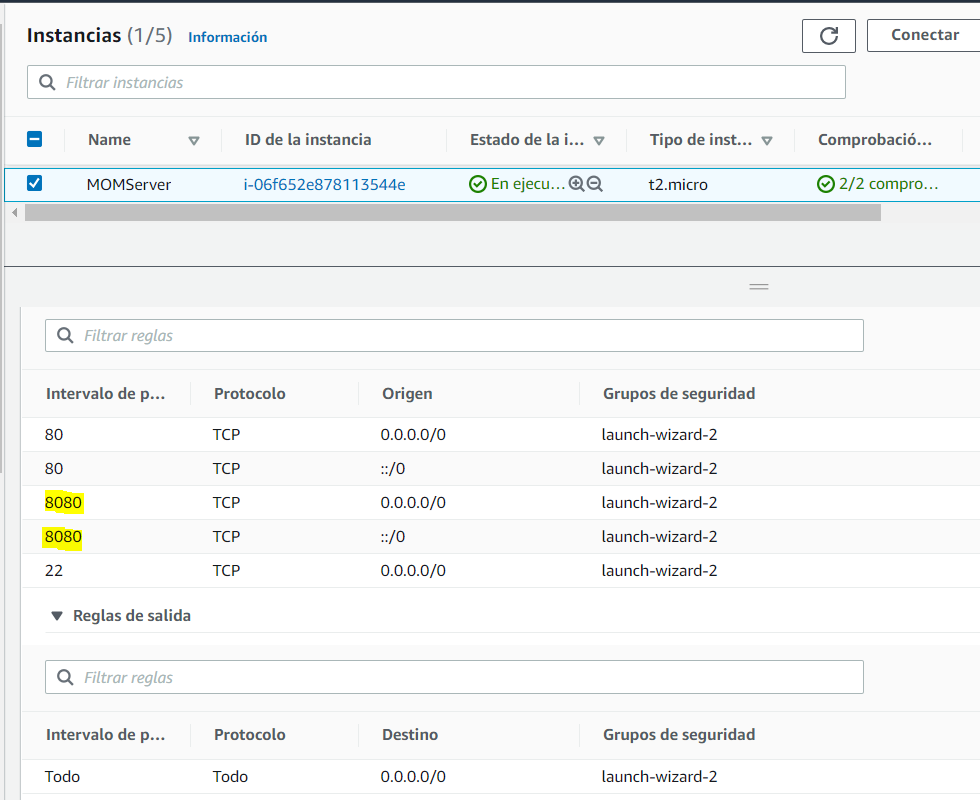 Instancias (1/5) Información
Conectar
Filtrar instancias
Name ID de la instancia Estado de la i... Tipo de inst... Comprobació...
MOMServer i-06f652e878113544e En ejecu... t2.micro 2/2 compro...
Filtrar reglas
Intervalo de p... Protocolo Origen Grupos de seguridad
80 TCP 0.0.0.0/0 launch-wizard-2
80 TCP ::/0 launch-wizard-2
8080 TCP 0.0.0.0/0 launch-wizard-2
8080 TCP ::/0 launch-wizard-2
22 TCP 0.0.0.0/0 launch-wizard-2
Reglas de salida
Filtrar reglas
Intervalo de p... Protocolo Destino Grupos de seguridad
Todo Todo 0.0.0.0/0 launch-wizard-2